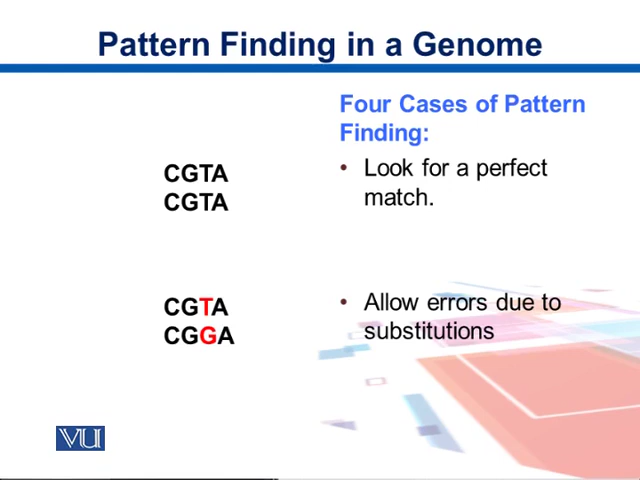 Pattern Finding in a Genome
Four Cases of Pattern
Finding:
CGTA
CGTA
• Look for a perfect
match.
CGTA
CGGA
• Allow errors due to
substitutions
VU